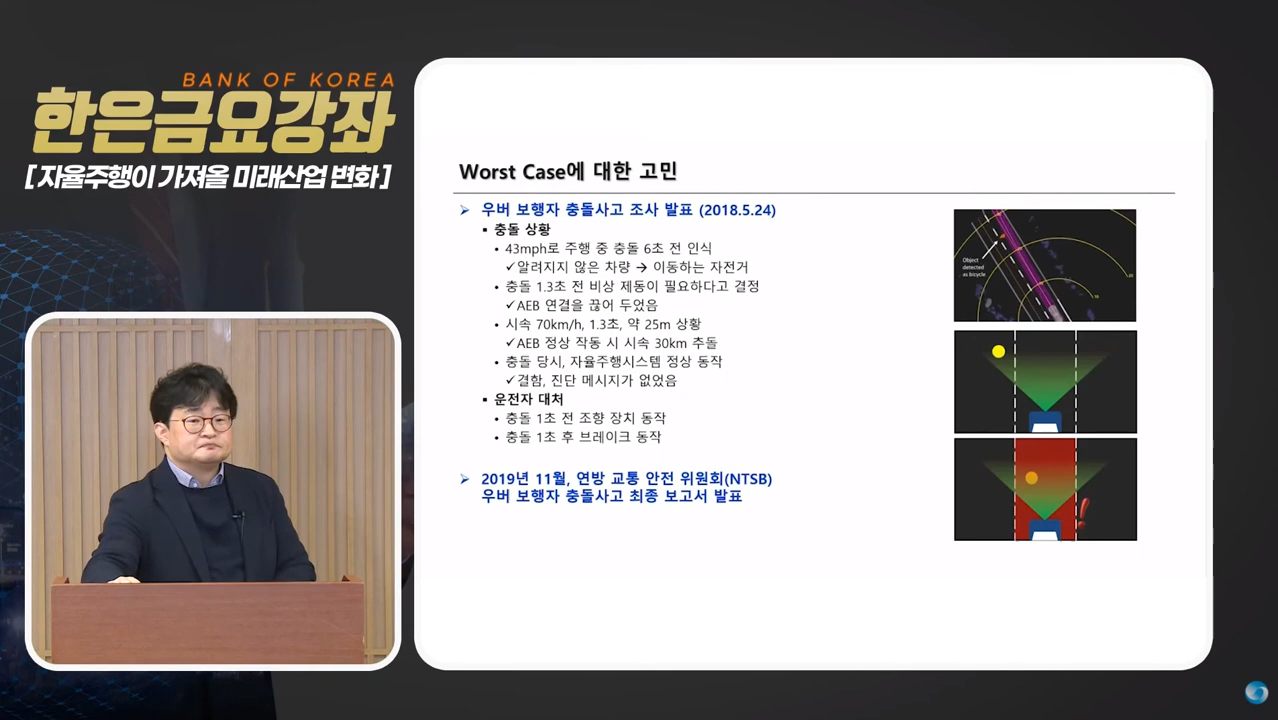 BANK OF KOREA
한은금요강좌
[ 자율주행이 가져올 미래산업 변화 ]
Worst Case에 대한 고민
➢ 우버 보행자 충돌사고 조사 발표 (2018.5.24)
▪ 충돌 상황
• 43mph로 주행 중 충돌 6초 전 인식
✓알려지지 않은 차량 → 이동하는 자전거
• 충돌 1.3초 전 비상 제동이 필요하다고 결정
✓AEB 연결을 끊어 두었음
• 시속 70km/h, 1.3초, 약 25m 상황
✓AEB 정상 작동 시 시속 30km 추돌
• 충돌 당시, 자율주행시스템 정상 동작
✓결함, 진단 메시지가 없었음
▪ 운전자 대처
• 충돌 1초 전 조향 장치 동작
• 충돌 1초 후 브레이크 동작
➢ 2019년 11월, 연방 교통 안전 위원회(NTSB)
우버 보행자 충돌사고 최종 보고서 발표
Object
detected
as bicycle
!